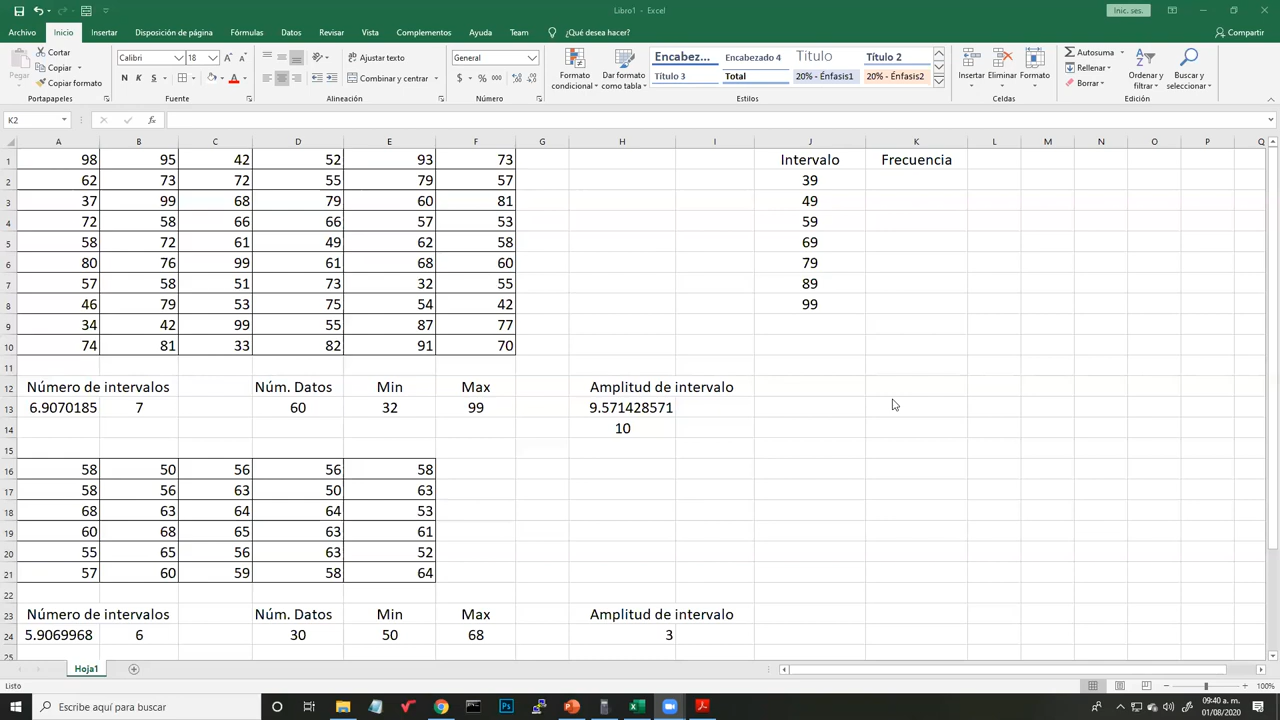 Libro1 - Excel
Inic. ses.
Archivo Inicio Insertar Disposición de página Fórmulas Datos Revisar Vista Complementos Ayuda Team ¿Qué desea hacer? Compartir
Pegar
Cortar
Copiar
Copiar formato
Portapapeles
Calibri 18
N K S
Fuente
Ajustar texto
Combinar y centrar
Alineación
General
$ % 000
Número
Formato condicional
Dar formato como tabla
Encabez... Encabezado 4 Título Título 2
Título 3 Total 20% - Énfasis1 20% - Énfasis2
Estilos
Insertar Eliminar Formato
Celdas
Autosuma
Rellenar
Borrar
Ordenar y filtrar
Buscar y seleccionar
Edición
K2 fx
A B C D E F G H I J K L M N O P Q
1 98 95 42 52 93 73 Intervalo Frecuencia
2 62 73 72 55 79 57 39
3 37 99 68 79 60 81 49
4 72 58 66 66 57 53 59
5 58 72 61 49 62 58 69
6 80 76 99 61 68 60 79
7 57 58 51 73 32 55 89
8 46 79 53 75 54 42 99
9 34 42 99 55 87 77
10 74 81 33 82 91 70
11
12 Número de intervalos Núm. Datos Min Max Amplitud de intervalo
13 6.9070185 7 60 32 99 9.571428571
14 10
15
16 58 50 56 56 58
17 58 56 63 50 63
18 68 63 64 64 53
19 60 68 65 63 61
20 55 65 56 63 52
21 57 60 59 58 64
22
23 Número de intervalos Núm. Datos Min Max Amplitud de intervalo
24 5.9069968 6 30 50 68 3
25
Hoja1
Listo
100%
Escribe aquí para buscar
09:40 a. m.
01/08/2020